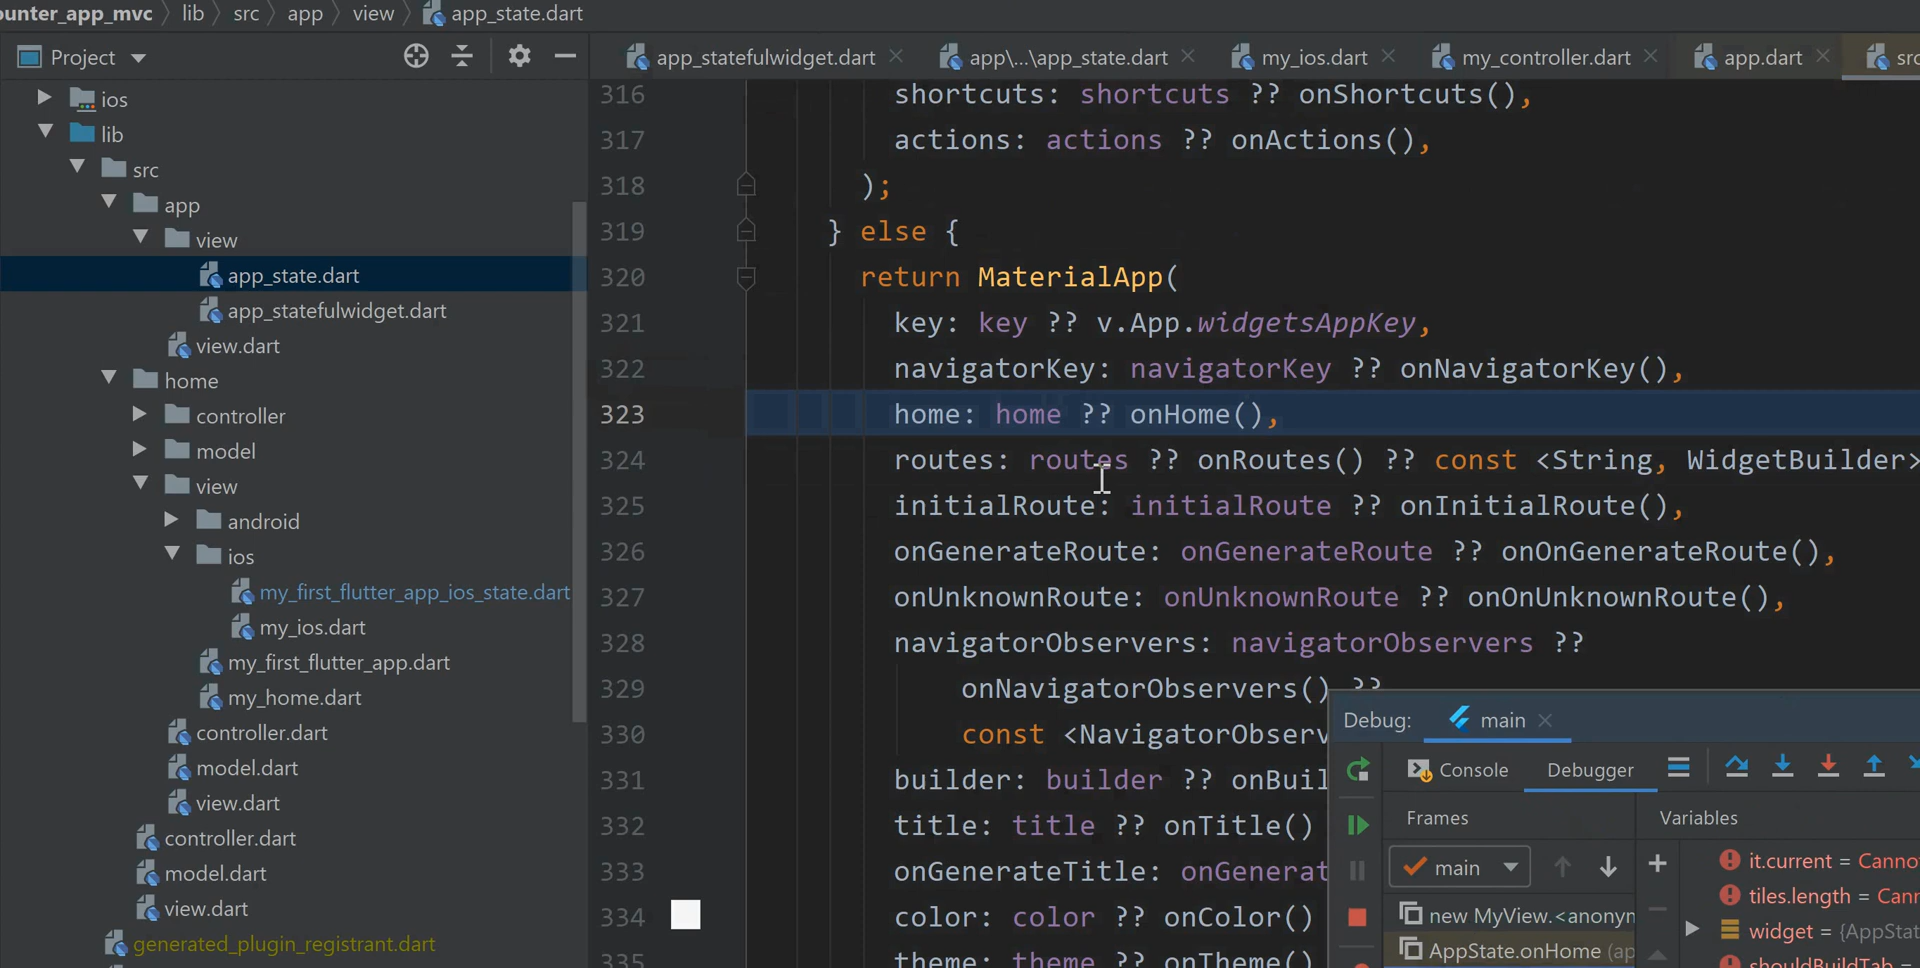 ounter_app_mvc lib src app view app_state.dart
Project
app_statefulwidget.dart app\...\app_state.dart my_ios.dart my_controller.dart app.dart src
ios
lib
src
app
view
app_state.dart
app_statefulwidget.dart
view.dart
home
controller
model
view
android
ios
my_first_flutter_app_ios_state.dart
my_ios.dart
my_first_flutter_app.dart
my_home.dart
controller.dart
model.dart
view.dart
controller.dart
model.dart
view.dart
generated_plugin_registrant.dart
316 shortcuts: shortcuts ?? onShortcuts(),
317 actions: actions ?? onActions(),
318 );
319 } else {
320 return MaterialApp(
321 key: key ?? v.App.widgetsAppKey,
322 navigatorKey: navigatorKey ?? onNavigatorKey(),
323 home: home ?? onHome(),
324 routes: routes ?? onRoutes() ?? const <String, WidgetBuilder>
325 initialRoute: initialRoute ?? onInitialRoute(),
326 onGenerateRoute: onGenerateRoute ?? onOnGenerateRoute(),
327 onUnknownRoute: onUnknownRoute ?? onOnUnknownRoute(),
328 navigatorObservers: navigatorObservers ??
329 onNavigatorObservers() ??
330 const <NavigatorObserv
331 builder: builder ?? onBuil
332 title: title ?? onTitle()
333 onGenerateTitle: onGenerat
334 color: color ?? onColor()
335 theme: theme ?? onTheme()
Debug: main
Console Debugger
Frames Variables
main
it.current = Canno
tiles.length = Can
new MyView.<anonym
widget = {AppStat
AppState.onHome (ap
shouldBuildTab =